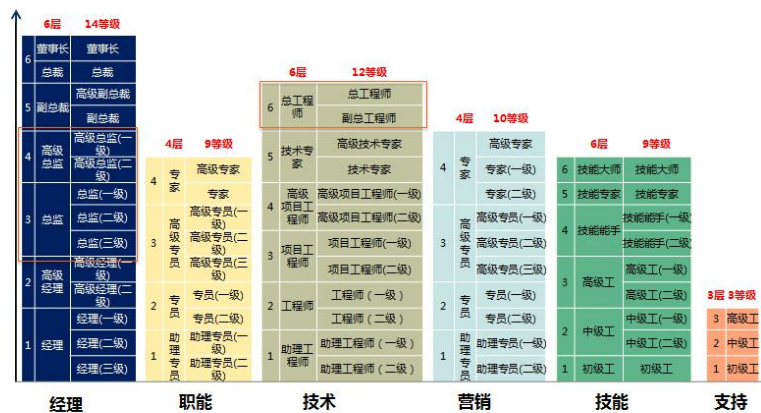 6层 14等级
6
董事长 董事长
总裁 总裁
5 副总裁
高级副总裁
副总裁
4
高级
总监
高级总监(一
级)
高级总监(二
级)
3 总监
总监(一级)
总监(二级)
总监(三级)
2
高级
经理
高级经理(一
级)
高级经理(二
级)
1 经理
经理(一级)
经理(二级)
经理(三级)
经理
4层 9等级
4
专
家
高级专家
专家
3
高
级
专
员
高级专员(一
级)
高级专员(二
级)
高级专员(三
级)
2
专
员
专员(一级)
专员(二级)
1
助
理
专
员
助理专员(一
级)
助理专员(二
级)
职能
6层 12等级
6
总工程
师
总工程师
副总工程师
5
技术专
家
高级技术专家
技术专家
4
高级
项目工
程师
高级项目工程师(一级)
高级项目工程师(二级)
3
项目工
程师
项目工程师(一级)
项目工程师(二级)
2 工程师
工程师（一级）
工程师（二级）
1
助理工
程师
助理工程师（一级）
助理工程师（二级）
技术
4层 10等级
4
专
家
高级专家
专家(一级)
专家(二级)
3
高
级
专
员
高级专员(一级)
高级专员(二级)
高级专员(三级)
2
专
员
专员(一级)
专员(二级)
1
助
理
专
员
助理专员(一级)
助理专员(二级)
营销
6层 9等级
6 技能大师 技能大师
5 技能专家 技能专家
4 技能能手
技能能手(一级)
技能能手(二级)
3 高级工
高级工(一级)
高级工(二级)
2 中级工
中级工(一级)
中级工(二级)
1 初级工 初级工
技能
3层 3等级
3 高级工
2 中级工
1 初级工
支持